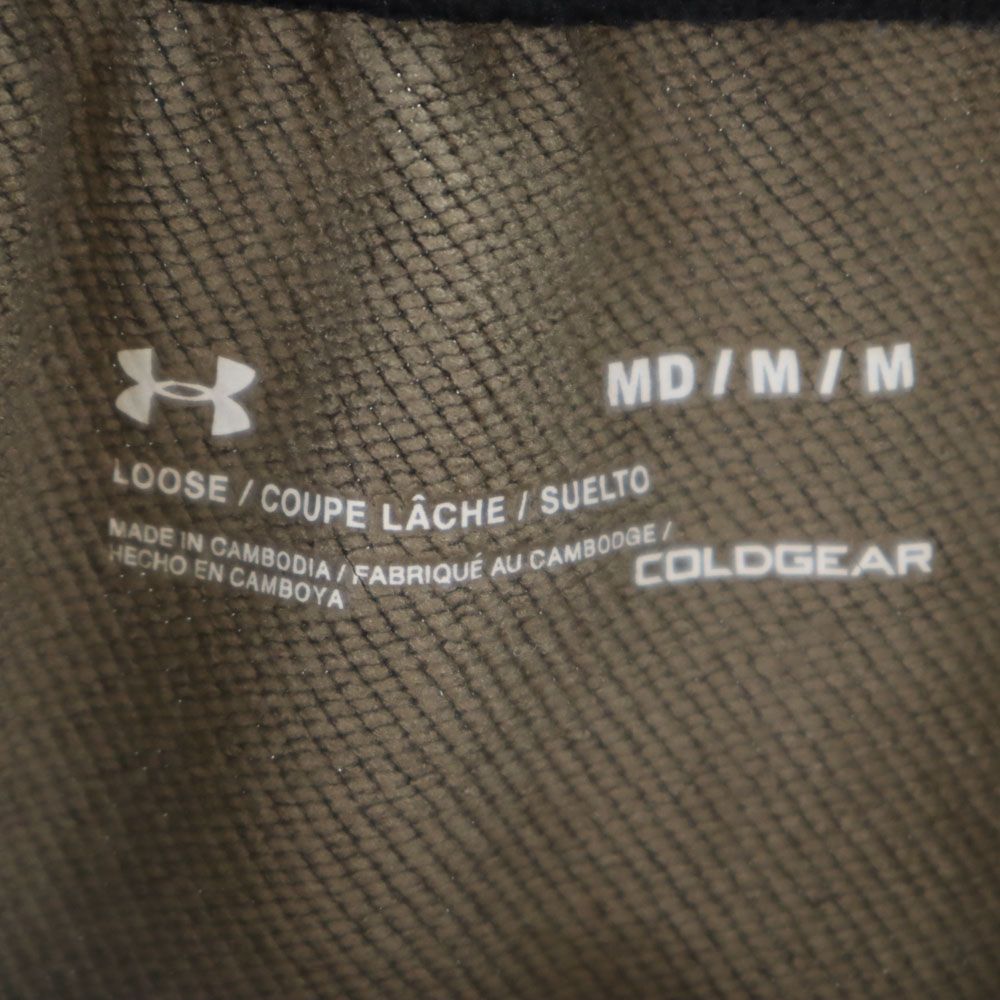 MD / M / M
LOOSE / COUPE LÂCHE / SUELTO
MADE IN CAMBODIA / FABRIQUÉ AU CAMBODGE /
HECHO EN CAMBOYA
COLDGEAR